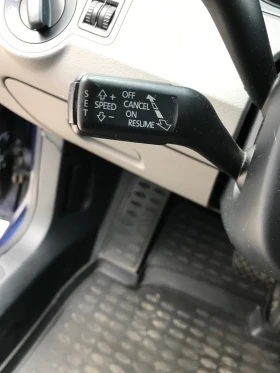 SET
SPEED
+
-
OFF
CANCEL
ON
RESUME